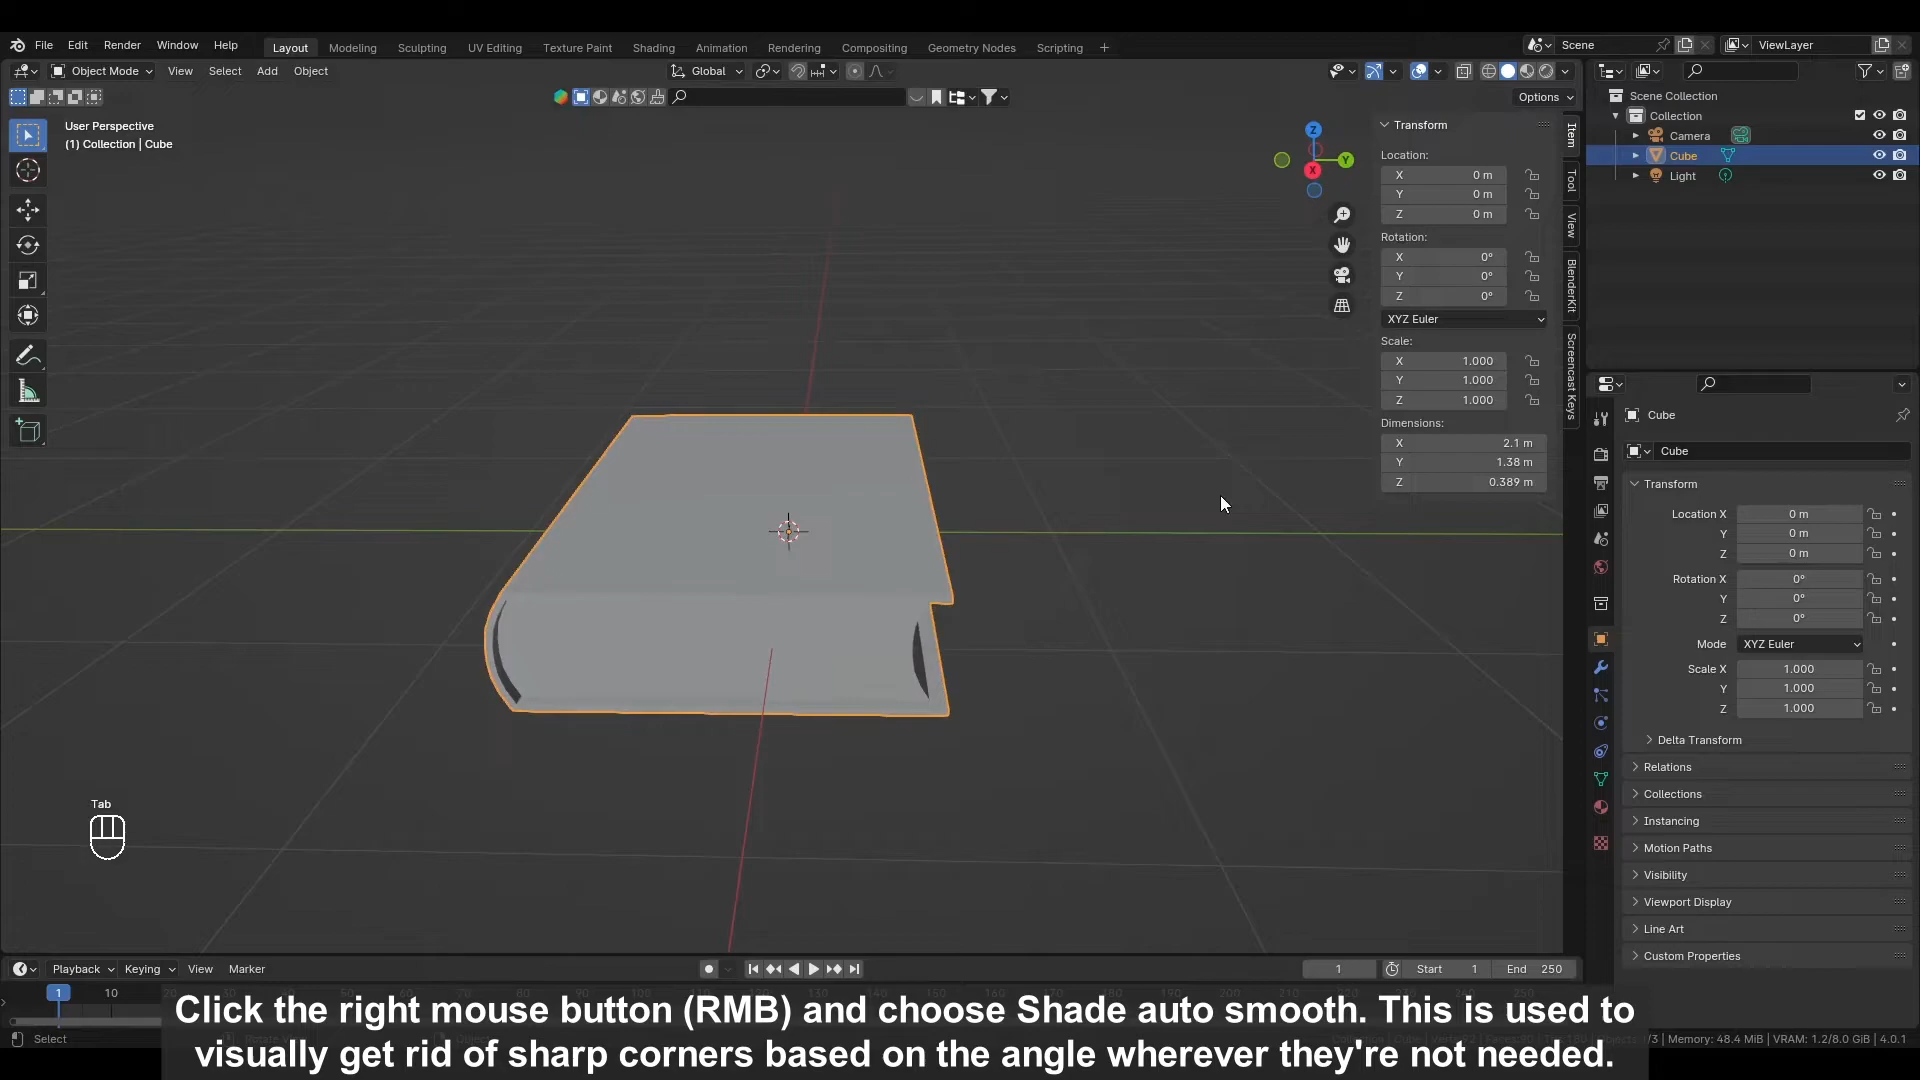 File Edit Render Window Help Layout Modeling Sculpting UV Editing Texture Paint Shading Animation Rendering Compositing Geometry Nodes Scripting + Scene ViewLayer
Object Mode View Select Add Object Global
Options
User Perspective
(1) Collection | Cube
Z
Y
X
Transform
Location:
X 0 m
Y 0 m
Z 0 m
Rotation:
X 0°
Y 0°
Z 0°
XYZ Euler
Scale:
X 1.000
Y 1.000
Z 1.000
Dimensions:
X 2.1 m
Y 1.38 m
Z 0.389 m
Item
Tool
View
BlenderKit
Screencast Keys
Scene Collection
Collection
Camera
Cube
Light
Cube
Cube
Transform
Location X 0 m
Y 0 m
Z 0 m
Rotation X 0°
Y 0°
Z 0°
Mode XYZ Euler
Scale X 1.000
Y 1.000
Z 1.000
Delta Transform
Relations
Collections
Instancing
Motion Paths
Visibility
Viewport Display
Line Art
Custom Properties
Tab
Playback Keying View Marker 1 Start 1 End 250
1 10
Click the right mouse button (RMB) and choose Shade auto smooth. This is used to
visually get rid of sharp corners based on the angle wherever they're not needed.
Select
/3 | Memory: 48.4 MiB | VRAM: 1.2/8.0 GiB | 4.0.1